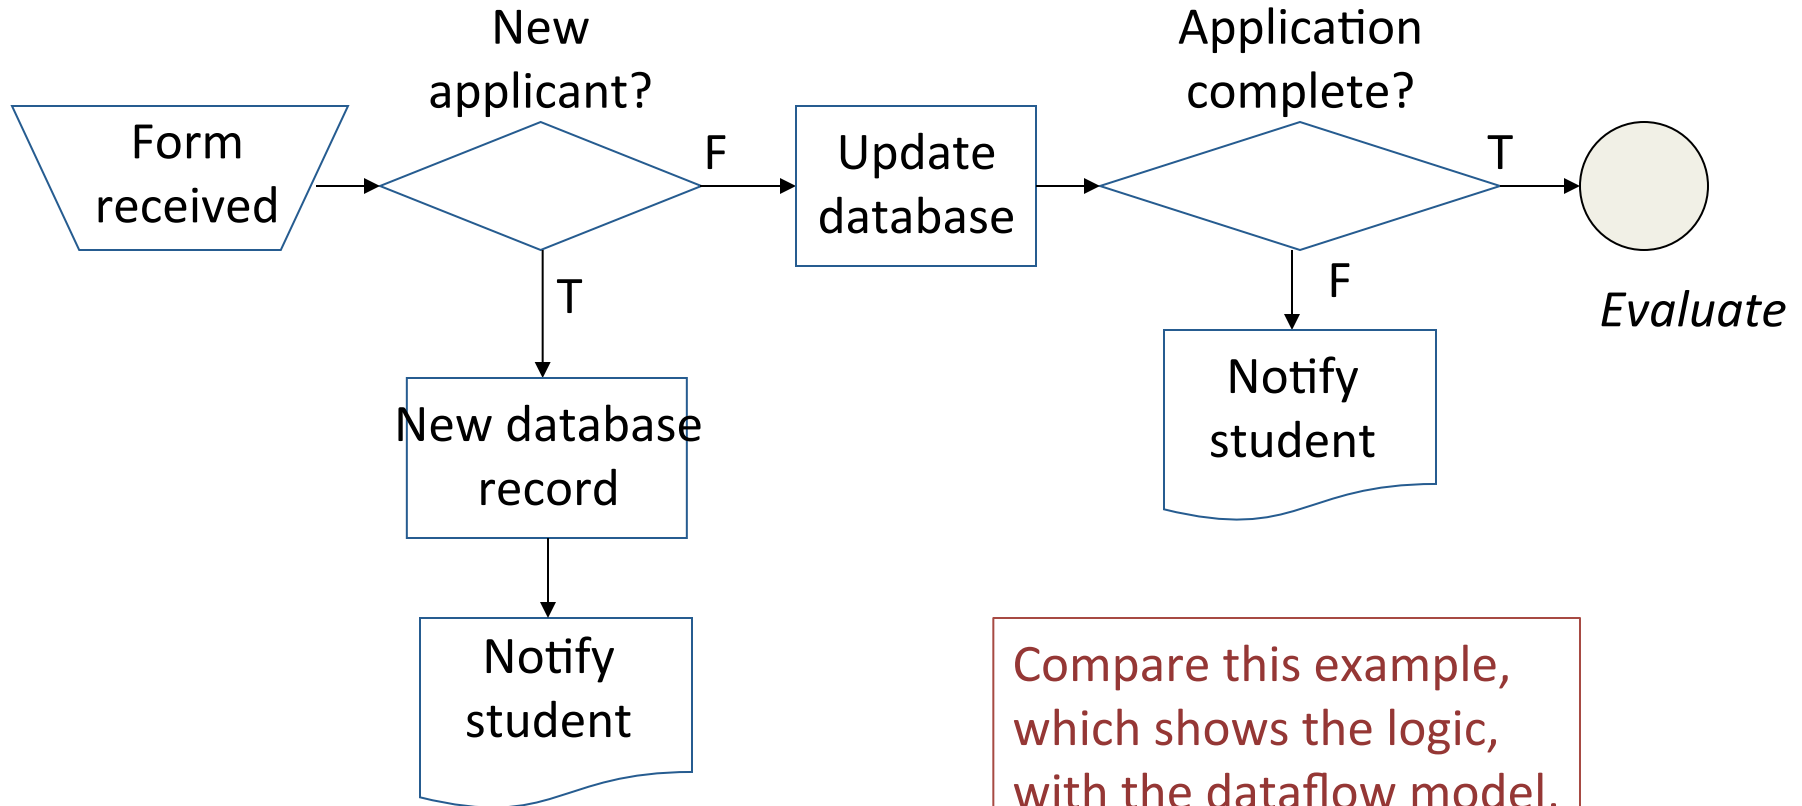 New
applicant?
Application
complete?
Form
received
F
Update
database
T
Evaluate
T
F
New database
record
Notify
student
Notify
student
Compare this example,
which shows the logic,
with the dataflow model.